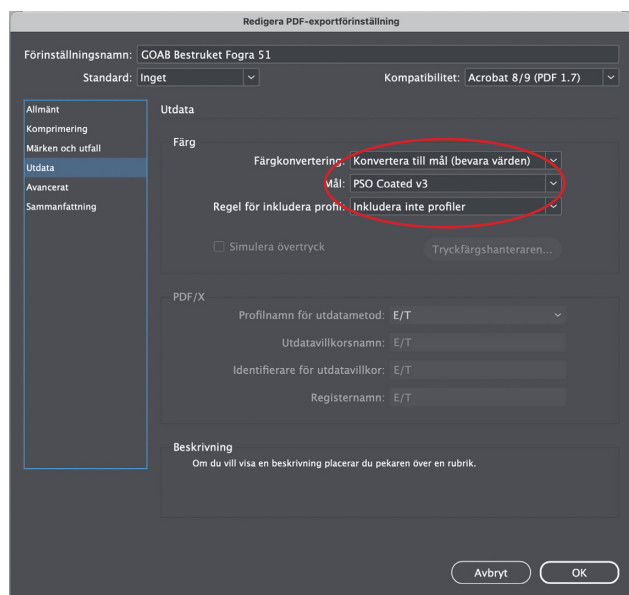 Redigera PDF-exportförinställning
Förinställningsnamn: GOAB Bestruket Fogra 51
Standard: Inget Kompatibilitet: Acrobat 8/9 (PDF 1.7)
Allmänt
Komprimering
Märken och utfall
Utdata
Avancerat
Sammanfattning
Utdata
Färg
Färgkonvertering: Konvertera till mål (bevara värden)
Mål: PSO Coated v3
Regel för inkludera profil: Inkludera inte profiler
Simulera övertryck Tryckfärgshanteraren...
PDF/X
Profilnamn för utdatametod: E/T
Utdatavillkorsnamn: E/T
Identifierare för utdatavillkor: E/T
Registernamn: E/T
Beskrivning
Om du vill visa en beskrivning placerar du pekaren över en rubrik.
Avbryt OK